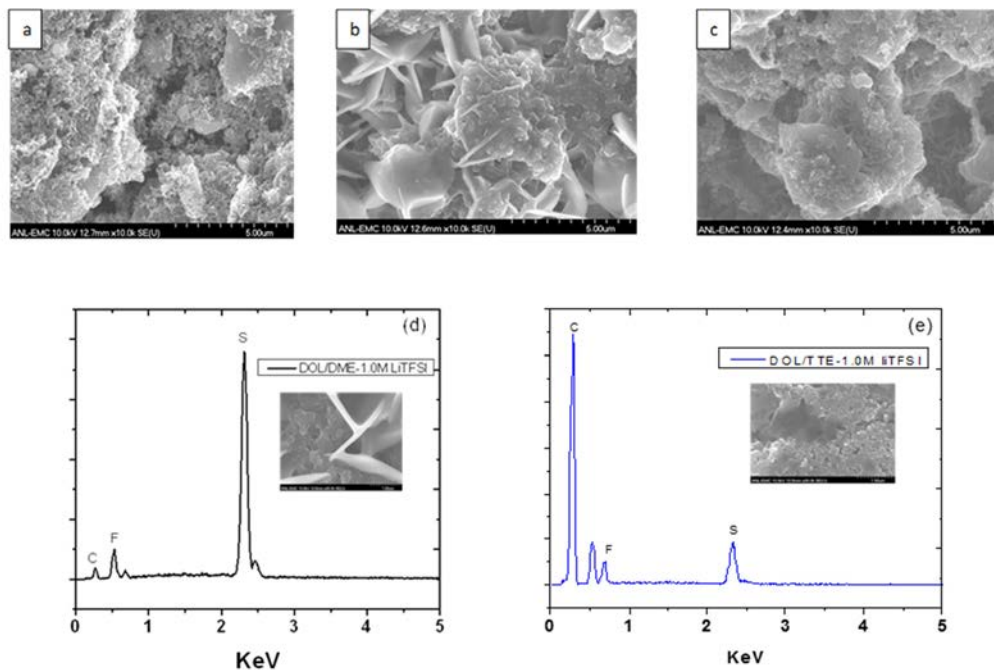 a
b
c
ANL-EMC 10.0kV 12.7mm x10.0k SE(U) 5.00um
ANL-EMC 10.0kV 12.6mm x10.0k SE(U) 5.00um
ANL-EMC 10.0kV 12.4mm x10.0k SE(U) 5.00um
(d)
S
DOL/DME-1.0M LiTFSI
F
C
0 1 2 3 4 5
KeV
(e)
C
DOL/TTE-1.0M liTFSI
S
F
0 1 2 3 4 5
KeV